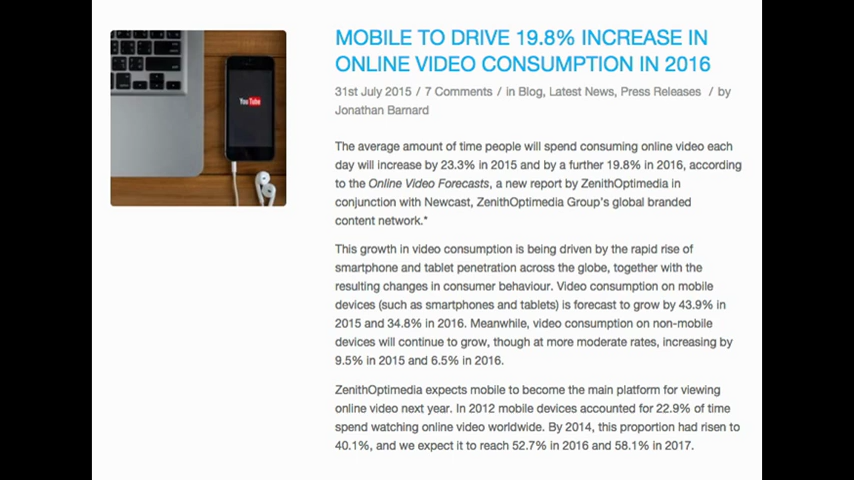 YouTube
MOBILE TO DRIVE 19.8% INCREASE IN
ONLINE VIDEO CONSUMPTION IN 2016
31st July 2015 / 7 Comments / in Blog, Latest News, Press Releases / by
Jonathan Barnard
The average amount of time people will spend consuming online video each
day will increase by 23.3% in 2015 and by a further 19.8% in 2016, according
to the Online Video Forecasts, a new report by ZenithOptimedia in
conjunction with Newcast, ZenithOptimedia Group's global branded
content network.*
This growth in video consumption is being driven by the rapid rise of
smartphone and tablet penetration across the globe, together with the
resulting changes in consumer behaviour. Video consumption on mobile
devices (such as smartphones and tablets) is forecast to grow by 43.9% in
2015 and 34.8% in 2016. Meanwhile, video consumption on non-mobile
devices will continue to grow, though at more moderate rates, increasing by
9.5% in 2015 and 6.5% in 2016.
ZenithOptimedia expects mobile to become the main platform for viewing
online video next year. In 2012 mobile devices accounted for 22.9% of time
spend watching online video worldwide. By 2014, this proportion had risen to
40.1%, and we expect it to reach 52.7% in 2016 and 58.1% in 2017.